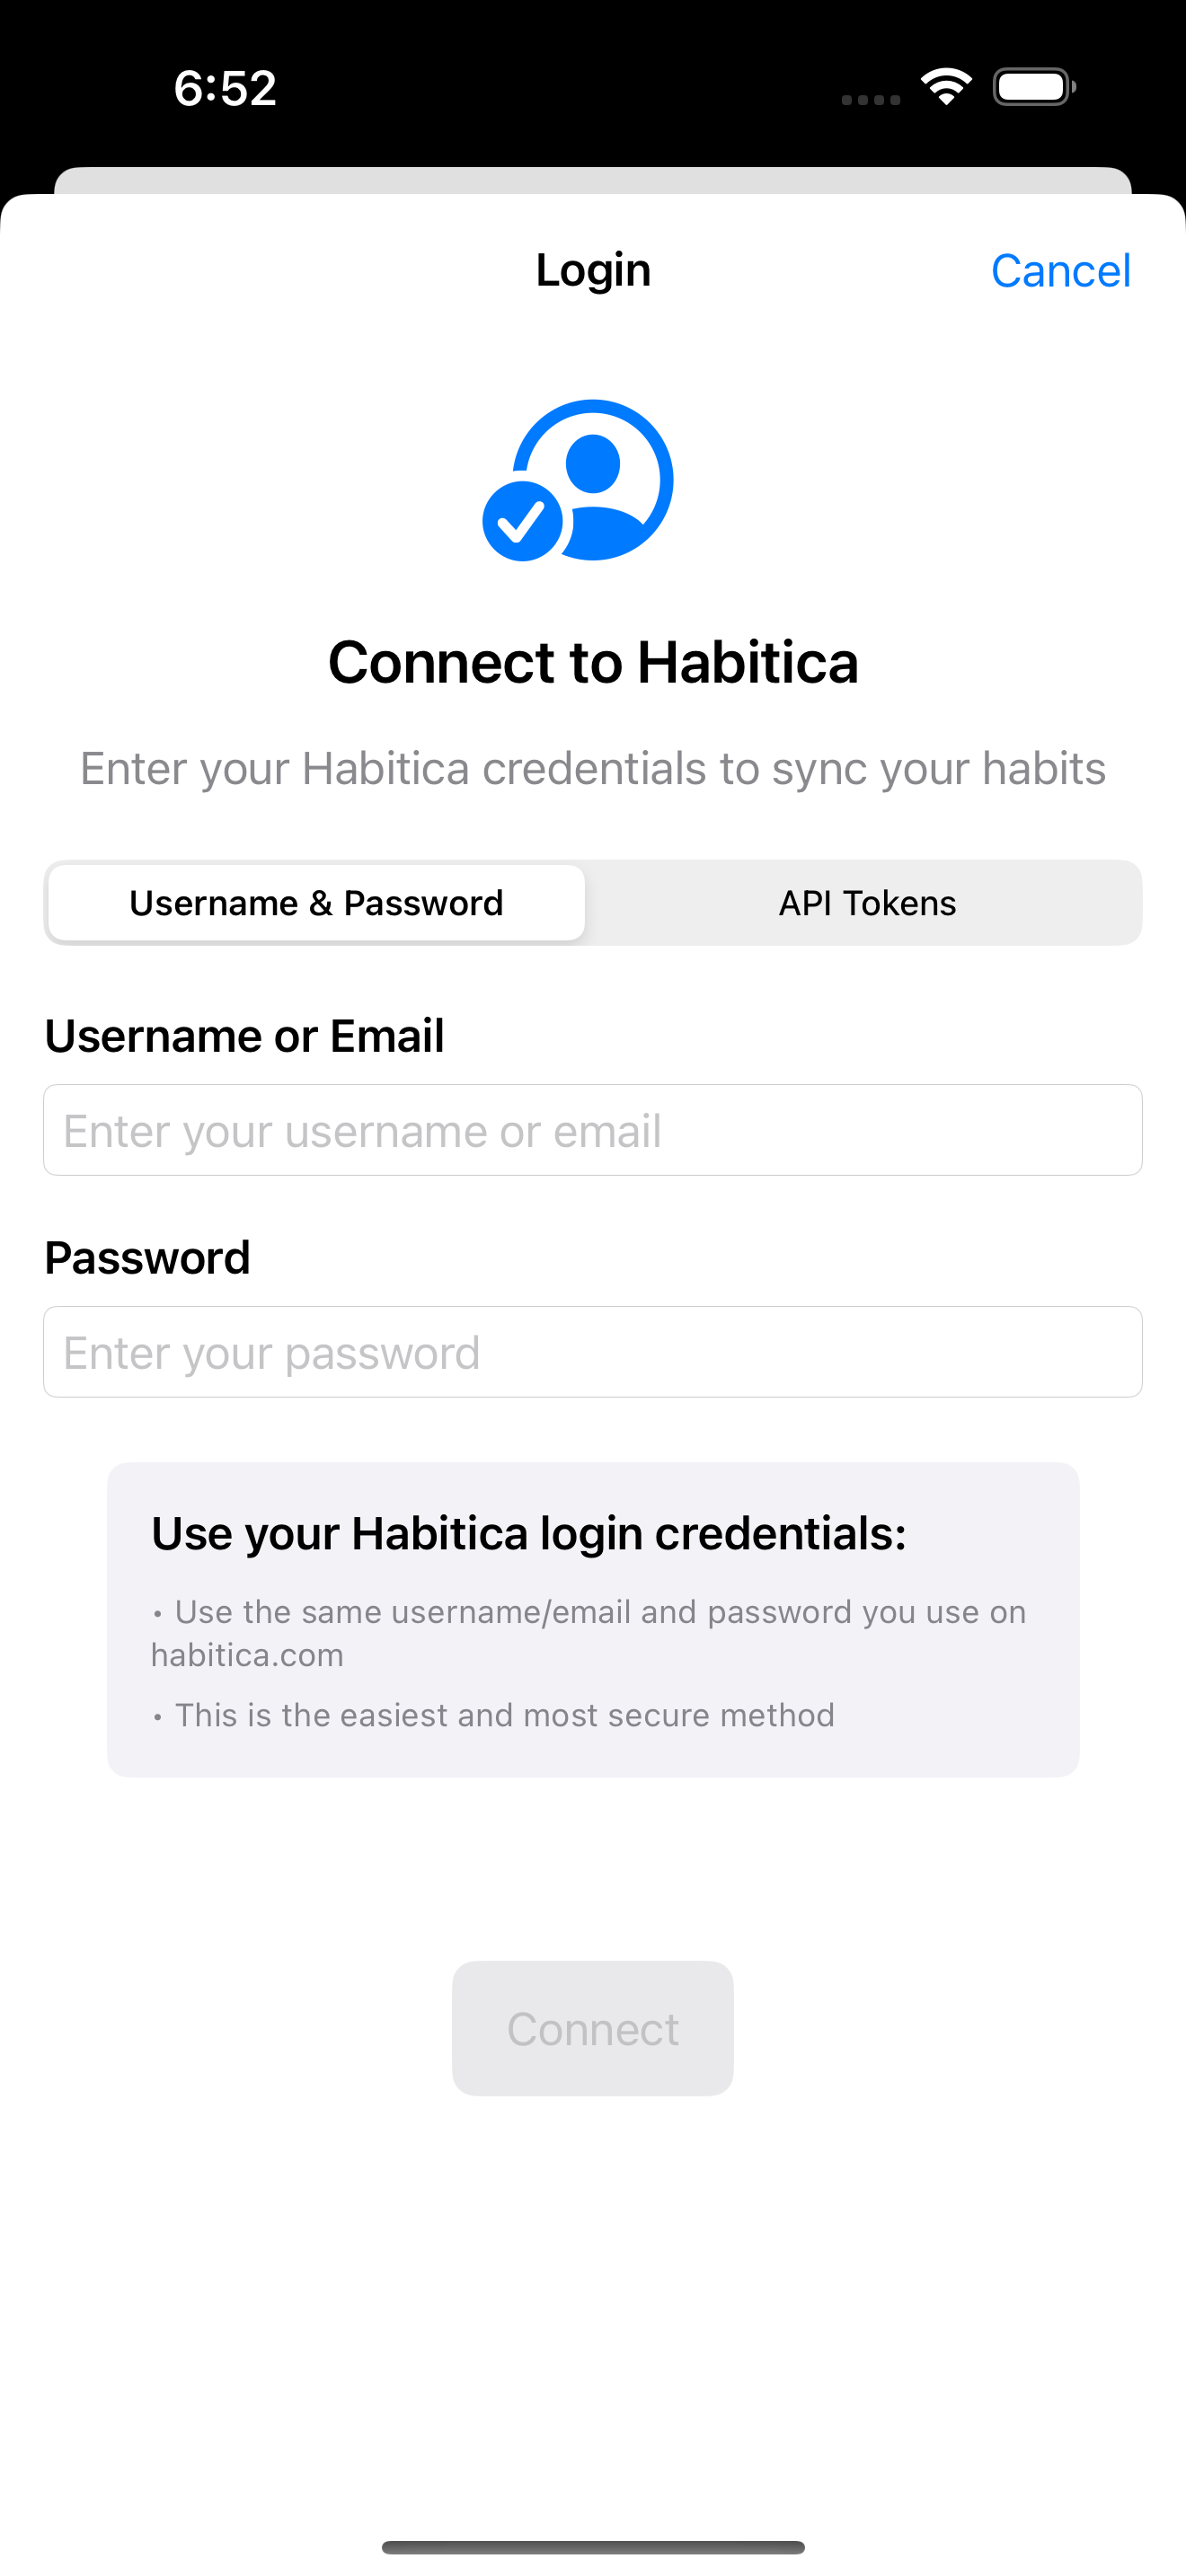 6:52
Login
Cancel
Connect to Habitica
Enter your Habitica credentials to sync your habits
Username & Password
API Tokens
Username or Email
Enter your username or email
Password
Enter your password
Use your Habitica login credentials:
• Use the same username/email and password you use on
habitica.com
• This is the easiest and most secure method
Connect